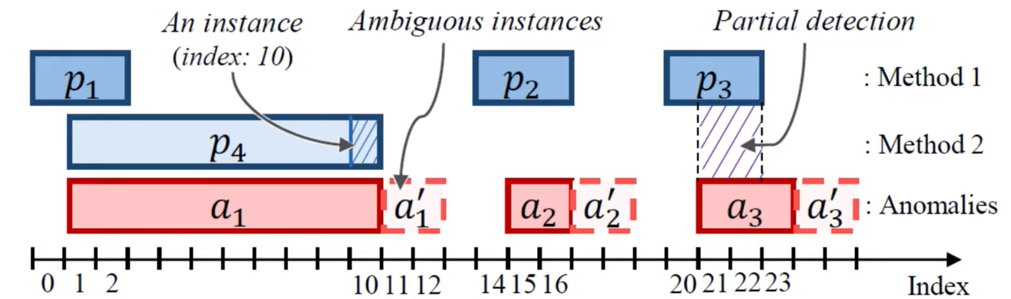 An instance
(index: 10)
Ambiguous instances
Partial detection
p₁
p₂
p₃
: Method 1
p₄
: Method 2
a₁
a′₁
a₂
a′₂
a₃
a′₃
: Anomalies
0 1 2 10 11 12 14 15 16 20 21 22 23 Index